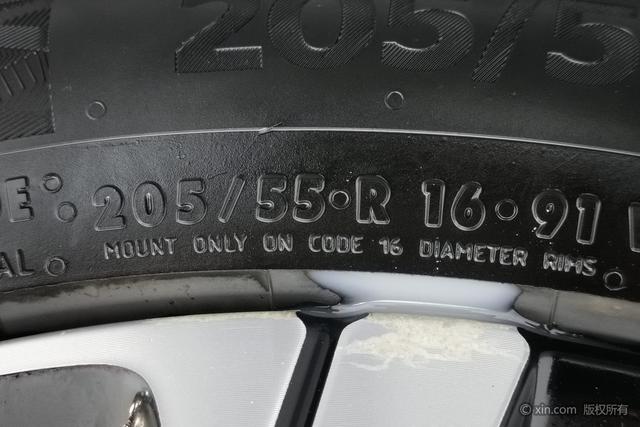 205/5
205/55 R 16 91
MOUNT ONLY ON CODE 16 DIAMETER RIMS
© xin.com 版权所有